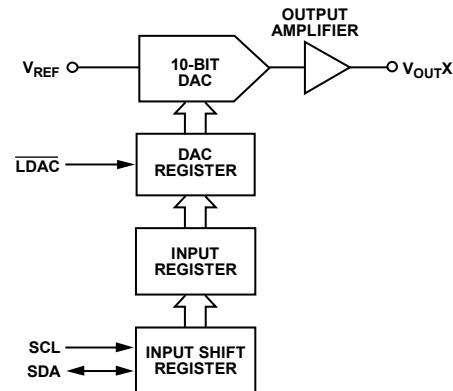 OUTPUT
AMPLIFIER
VREF
10-BIT
DAC
VOUTX
LDAC
DAC
REGISTER
INPUT
REGISTER
SCL
SDA
INPUT SHIFT
REGISTER